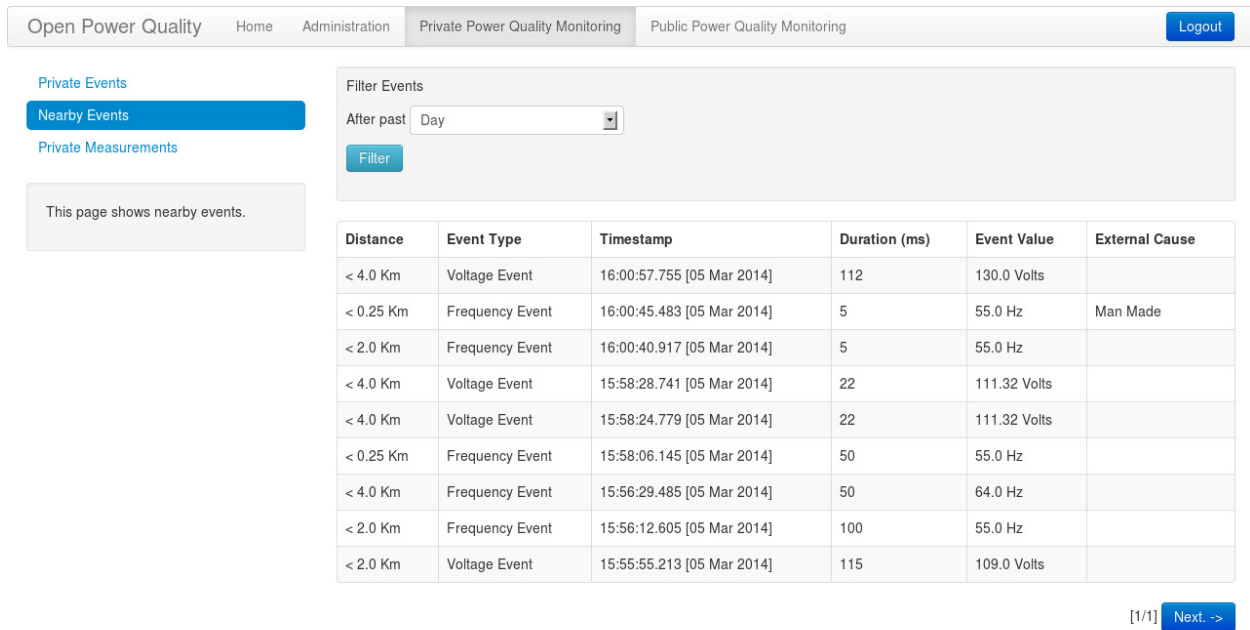 Open Power Quality Home Administration Private Power Quality Monitoring Public Power Quality Monitoring Logout
Private Events
Nearby Events
Private Measurements
This page shows nearby events.
Filter Events
After past Day
Filter
Distance Event Type Timestamp Duration (ms) Event Value External Cause
< 4.0 Km Voltage Event 16:00:57.755 [05 Mar 2014] 112 130.0 Volts
< 0.25 Km Frequency Event 16:00:45.483 [05 Mar 2014] 5 55.0 Hz Man Made
< 2.0 Km Frequency Event 16:00:40.917 [05 Mar 2014] 5 55.0 Hz
< 4.0 Km Voltage Event 15:58:28.741 [05 Mar 2014] 22 111.32 Volts
< 4.0 Km Voltage Event 15:58:24.779 [05 Mar 2014] 22 111.32 Volts
< 0.25 Km Frequency Event 15:58:06.145 [05 Mar 2014] 50 55.0 Hz
< 4.0 Km Frequency Event 15:56:29.485 [05 Mar 2014] 50 64.0 Hz
< 2.0 Km Frequency Event 15:56:12.605 [05 Mar 2014] 100 55.0 Hz
< 2.0 Km Voltage Event 15:55:55.213 [05 Mar 2014] 115 109.0 Volts
[1/1] Next. ->